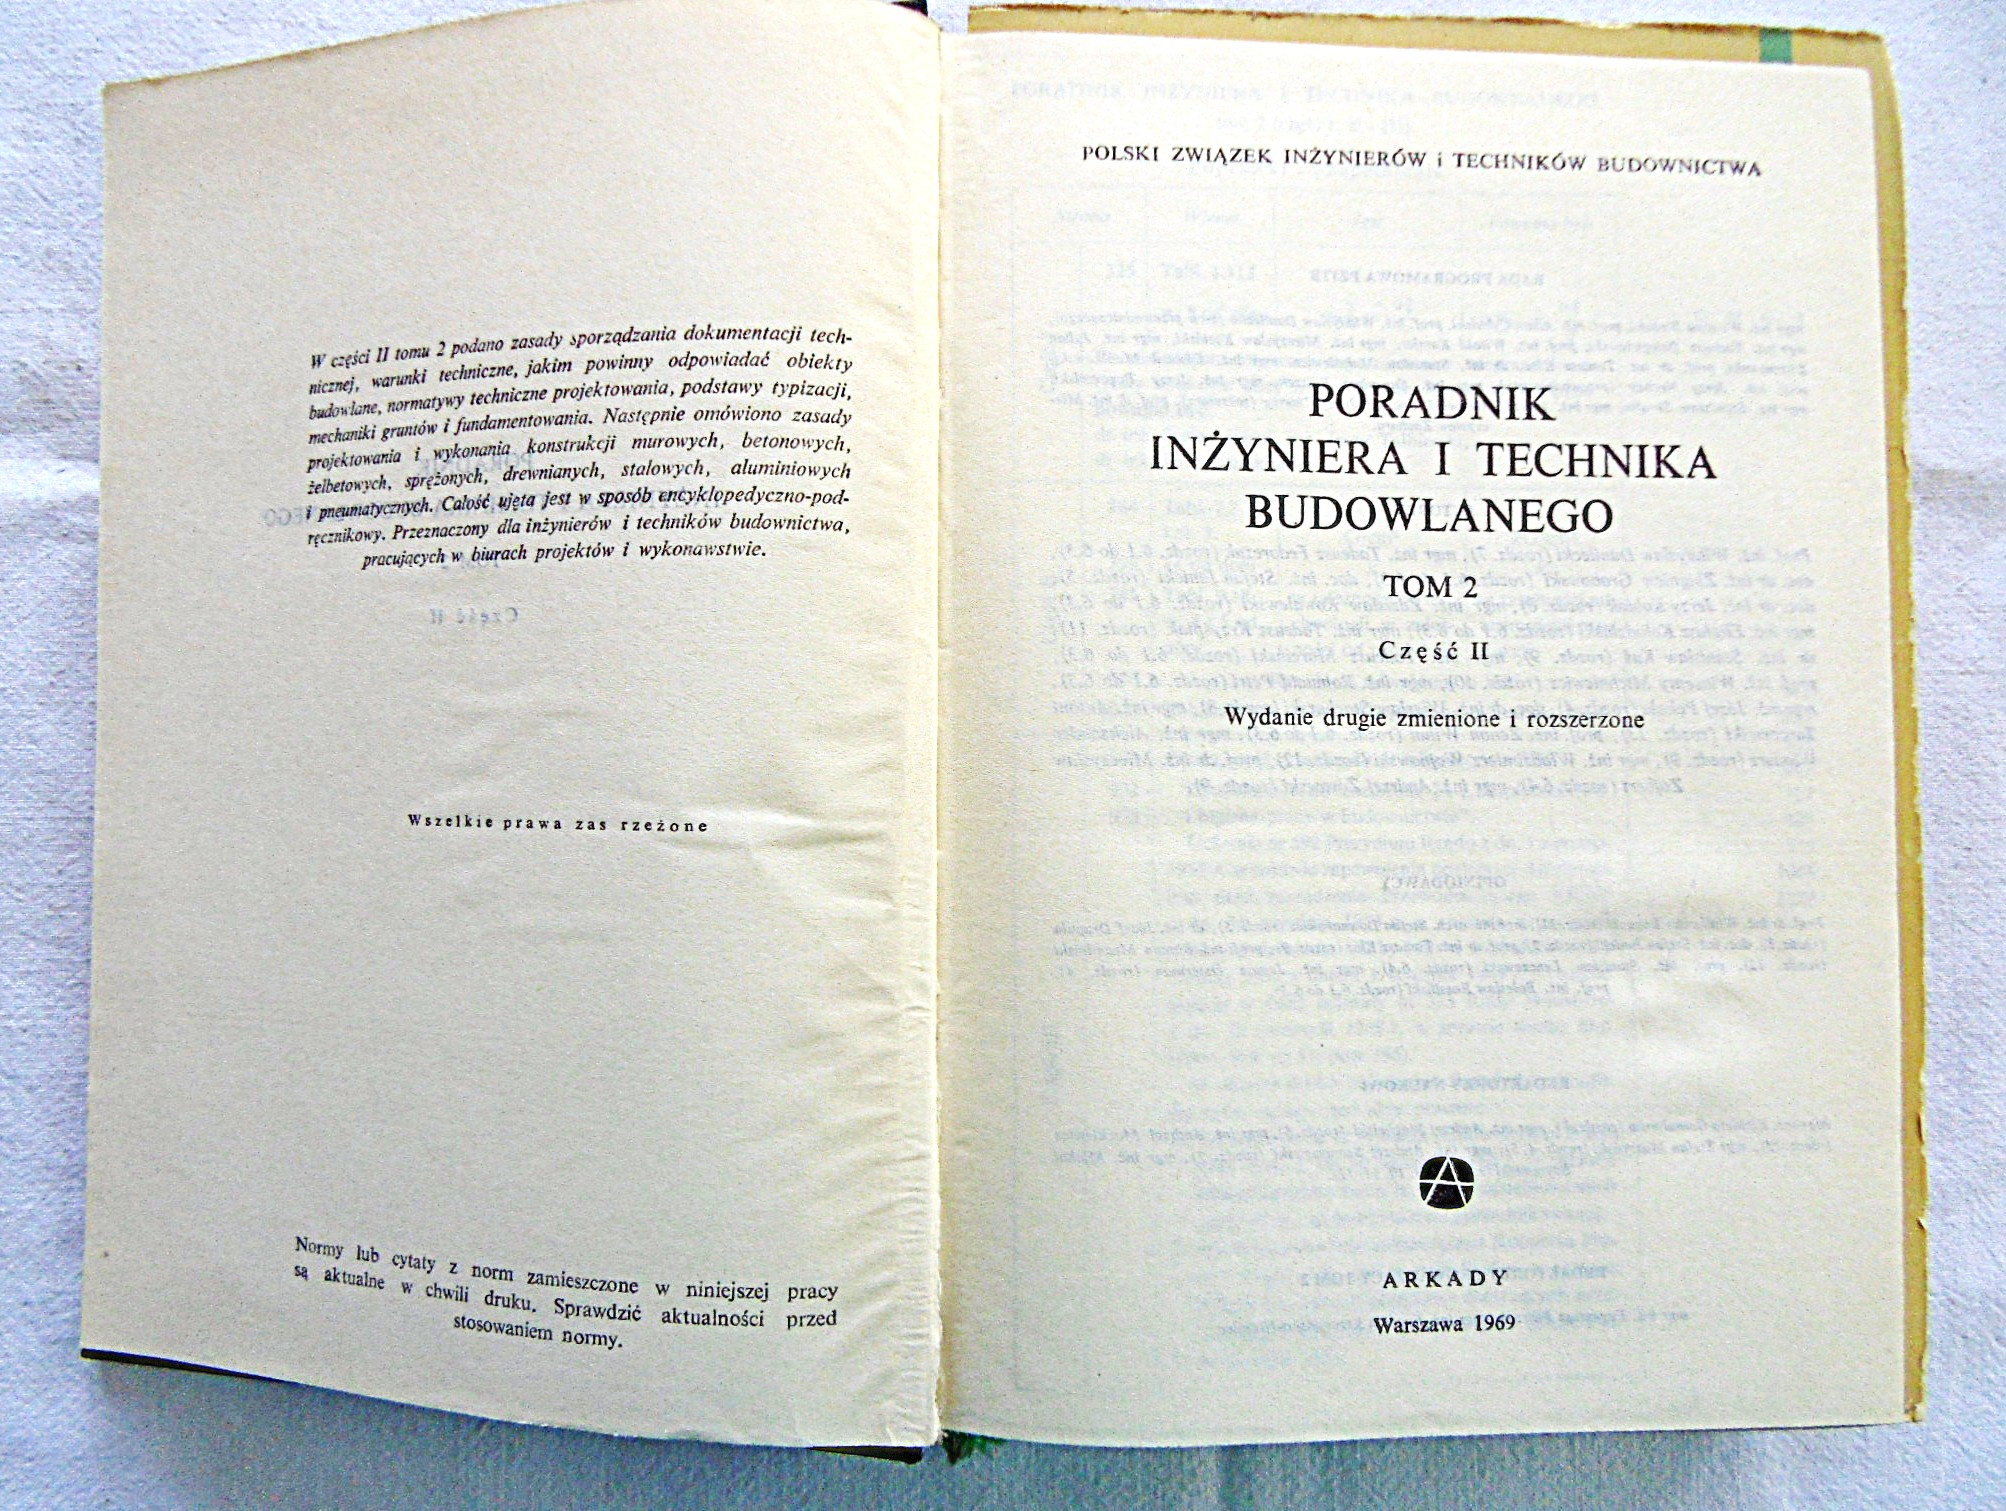 W części II tomu 2 podano zasady sporządzania dokumentacji tech-
nicznej, warunki techniczne, jakim powinny odpowiadać obiekty
budowlane, normatywy techniczne projektowania, podstawy typizacji,
mechaniki gruntów i fundamentowania. Następnie omówiono zasady
projektowania i wykonania konstrukcji murowych, betonowych,
żelbetowych, sprężonych, drewnianych, stalowych, aluminiowych
i pneumatycznych. Całość ujęta jest w sposób encyklopedyczno-pod-
ręcznikowy. Przeznaczony dla inżynierów i techników budownictwa,
pracujących w biurach projektów i wykonawstwie.
Wszelkie prawa zas rzeżone
Normy lub cytaty z norm zamieszczone w niniejszej pracy
są aktualne w chwili druku. Sprawdzić aktualności przed
stosowaniem normy.
POLSKI ZWIĄZEK INŻYNIERÓW i TECHNIKÓW BUDOWNICTWA
PORADNIK
INŻYNIERA I TECHNIKA
BUDOWLANEGO
TOM 2
Część II
Wydanie drugie zmienione i rozszerzone
ARKADY
Warszawa 1969